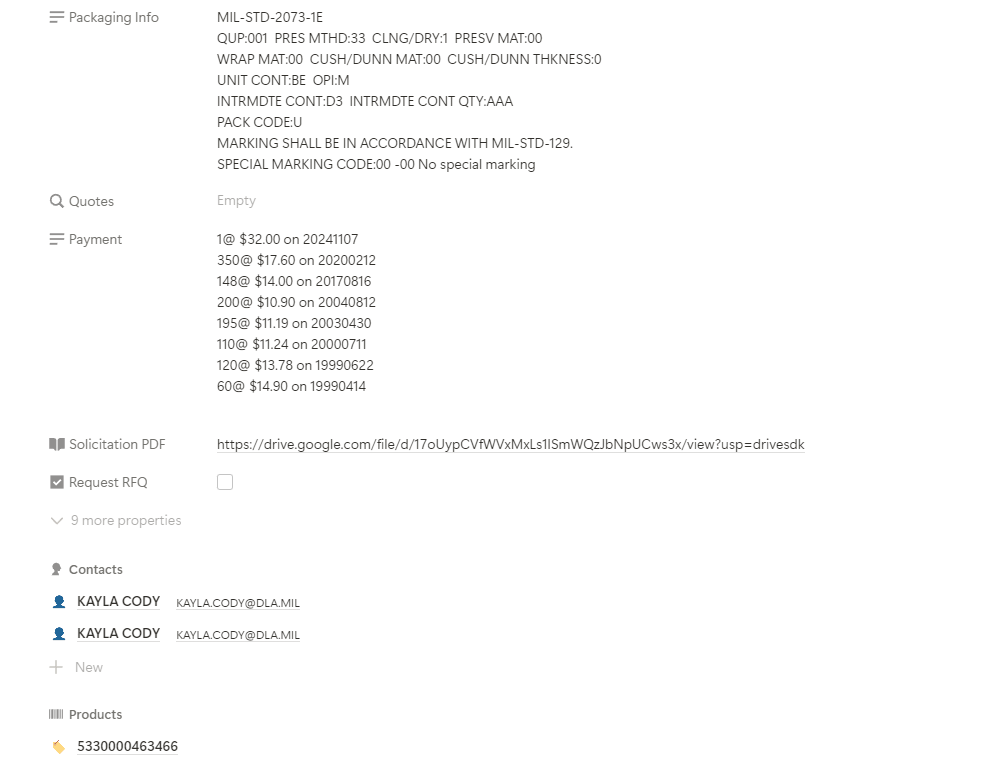 Packaging Info
MIL-STD-2073-1E
QUP:001 PRES MTHD:33 CLNG/DRY:1 PRESV MAT:00
WRAP MAT:00 CUSH/DUNN MAT:00 CUSH/DUNN THKNESS:0
UNIT CONT:BE OPI:M
INTRMDTE CONT:D3 INTRMDTE CONT QTY:AAA
PACK CODE:U
MARKING SHALL BE IN ACCORDANCE WITH MIL-STD-129.
SPECIAL MARKING CODE:00 -00 No special marking
Quotes
Empty
Payment
1@ $32.00 on 20241107
350@ $17.60 on 20200212
148@ $14.00 on 20170816
200@ $10.90 on 20040812
195@ $11.19 on 20030430
110@ $11.24 on 20000711
120@ $13.78 on 19990622
60@ $14.90 on 19990414
Solicitation PDF
https://drive.google.com/file/d/17oUypCVfWVxMxLs1lSmWQzJbNpUCws3x/view?usp=drivesdk
Request RFQ
9 more properties
Contacts
KAYLA CODY KAYLA.CODY@DLA.MIL
KAYLA CODY KAYLA.CODY@DLA.MIL
New
Products
5330000463466